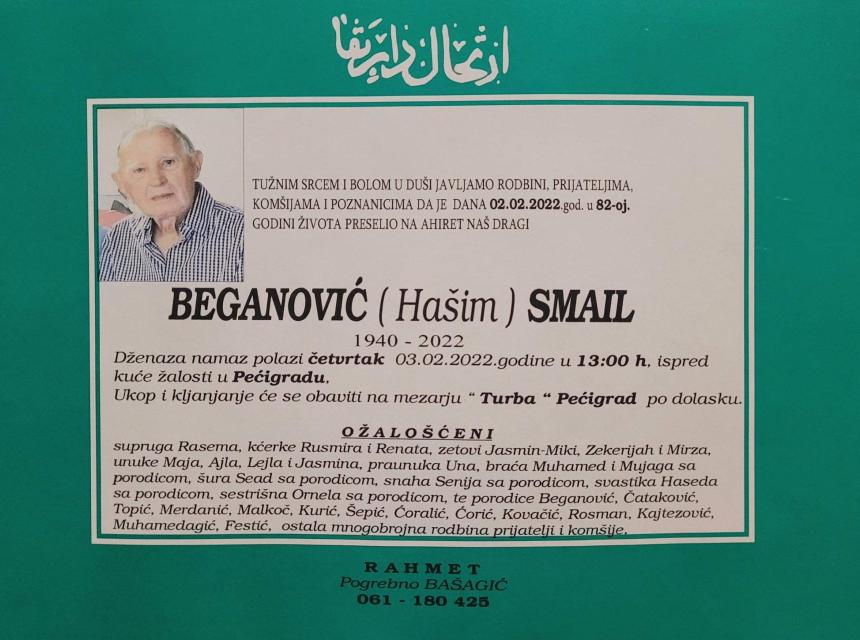 ارتحال دار بقا
TUŽNIM SRCEM I BOLOM U DUŠI JAVLJAMO RODBINI, PRIJATELJIMA,
KOMŠIJAMA I POZNANICIMA DA JE DANA 02.02.2022.god. u 82-oj.
GODINI ŽIVOTA PRESELIO NA AHIRET NAŠ DRAGI
BEGANOVIĆ ( Hašim ) SMAIL
1940 - 2022
Dženaza namaz polazi četvrtak 03.02.2022.godine u 13:00 h, ispred
kuće žalosti u Pećigradu,
Ukop i kljanjanje će se obaviti na mezarju “ Turba “ Pećigrad po dolasku.
OŽALOŠĆENI
supruga Rasema, kćerke Rusmira i Renata, zetovi Jasmin-Miki, Zekerijah i Mirza,
unuke Maja, Ajla, Lejla i Jasmina, praunuka Una, braća Muhamed i Mujaga sa
porodicom, šura Sead sa porodicom, snaha Senija sa porodicom, svastika Haseda
sa porodicom, sestrišna Ornela sa porodicom, te porodice Beganović, Čataković,
Topić, Merdanić, Malkoč, Kurić, Šepić, Ćoralić, Ćorić, Kovačić, Rosman, Kajtezović,
Muhamedagić, Festić, ostala mnogobrojna rodbina prijatelji i komšije.
RAHMET
Pogrebno BAŠAGIĆ
061 - 180 425